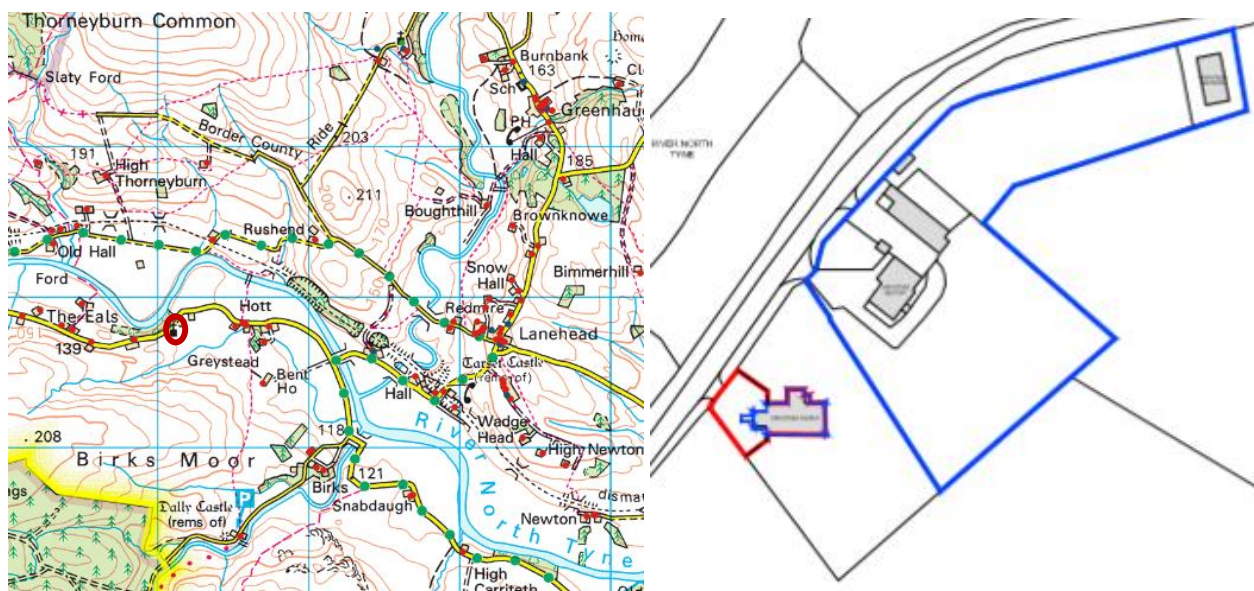 Thorneyburn Common
Slaty Ford
Burnbank
163
Sch
Greenhau
PH
Hall
185
Border County Ride
203
191
High
Thorneyburn
211
Boughthill
Brownknowe
Rushend
170
160
Old Hall
Ford
Snow
Hall
Bimmerhill
Redmire
Lanehead
The Eals
Hott
139
Greystead
Tarset Castle
(rems of)
Bent
Ho
Hall
Wadge
Head
118
River North Tyne
High Newton
208
Birks Moor
121
Birks
Snabdaugh
Dally Castle
(rems of)
P
Newton
disma
High
Carriteth
RIVER NORTH
TYNE